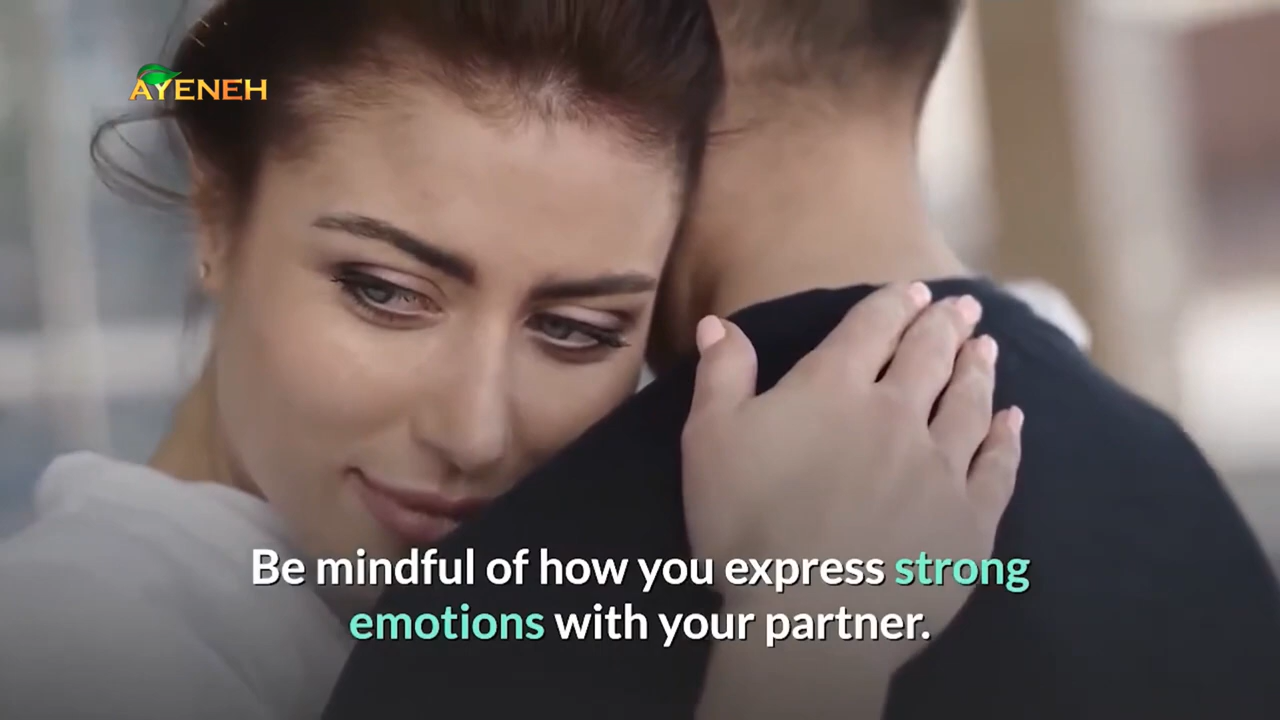 AYENEH
Be mindful of how you express strong
emotions with your partner.